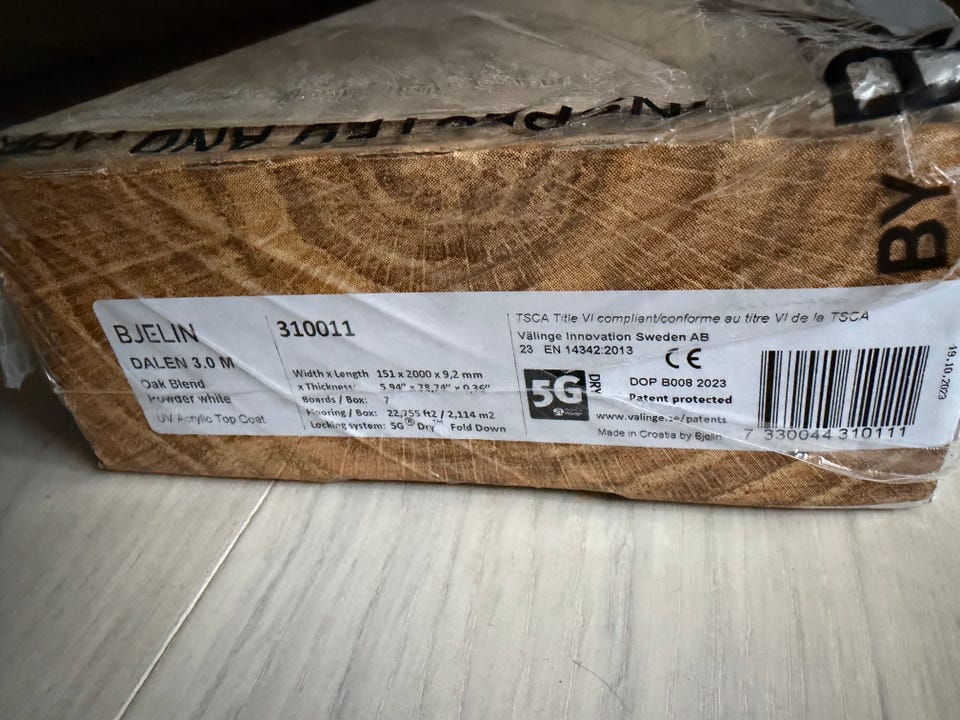 INSPECTED AND
BY
BY
BJELIN
DALEN 3.0 M
Oak Blend
Powder white
UV Acrylic Top Coat
310011
Width x Length 151 x 2000 x 9,2 mm
x Thickness: 5.94" x 78.74" x 0.36"
Boards / Box: 7
Flooring / Box: 22,755 ft2 / 2,114 m2
Locking system: 5G® Dry™ Fold Down
TSCA Title VI compliant/conforme au titre VI de la TSCA
Välinge Innovation Sweden AB
23 EN 14342:2013
CE
5G
DRY
DOP B008 2023
Patent protected
www.valinge.se/patents
Made in Croatia by Bjelin
7 330044 310111
19.10.2023